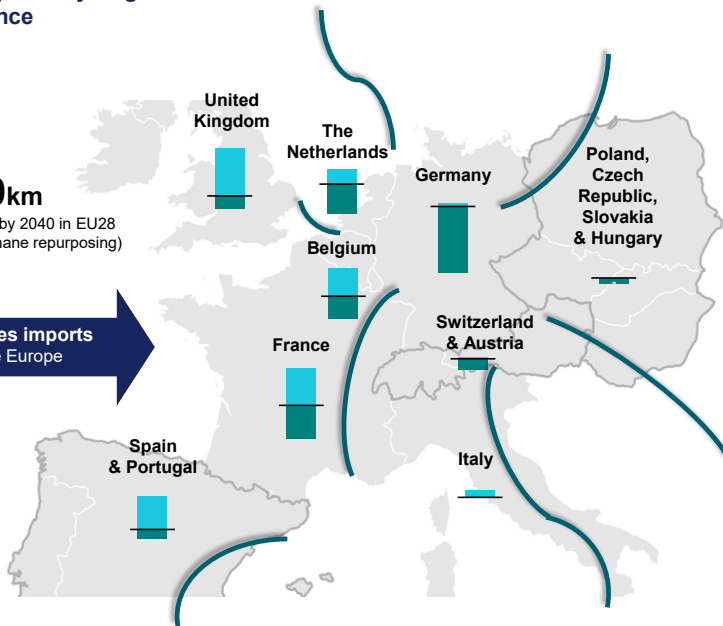 nce
United
Kingdom
The
Netherlands
Germany
Poland,
Czech
Republic,
Slovakia
& Hungary
km
by 2040 in EU28
repurposing)
Belgium
es imports
Europe
Switzerland
& Austria
France
Spain
& Portugal
Italy